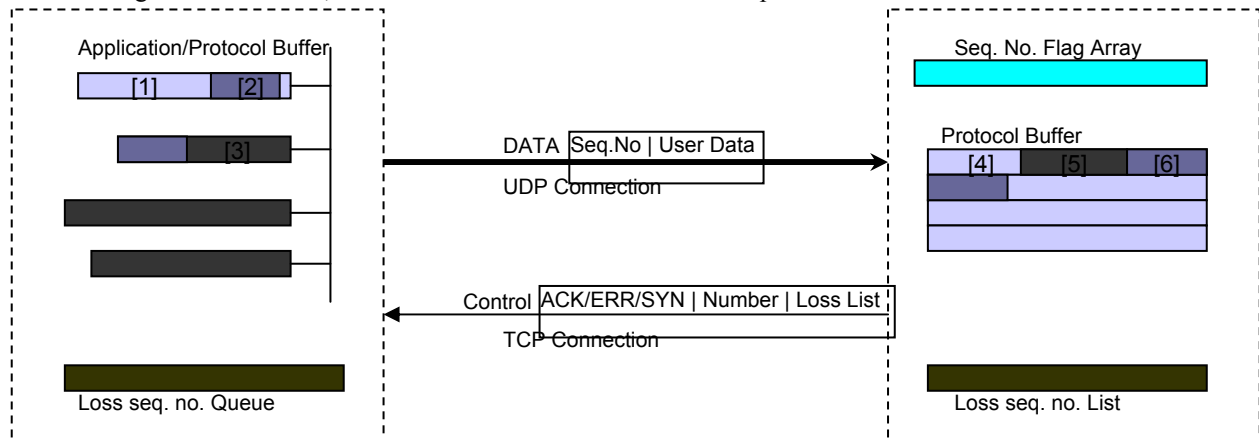 Application/Protocol Buffer
[1] [2]
[3]
Loss seq. no. Queue
DATA Seq.No | User Data
UDP Connection
Control ACK/ERR/SYN | Number | Loss List
TCP Connection
Seq. No. Flag Array
Protocol Buffer
[4] [5] [6]
Loss seq. no. List